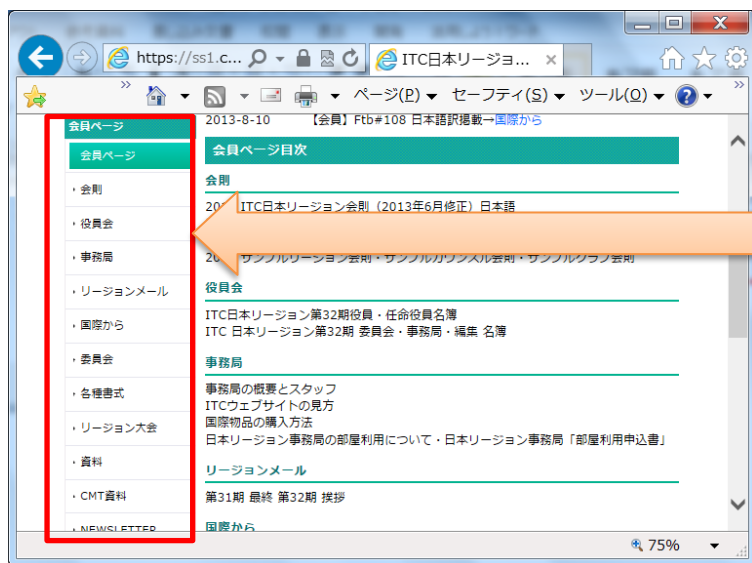 https://ss1.c...
ITC日本リージョ...
ページ(P)
セーフティ(S)
ツール(O)
会員ページ
会員ページ
・会則
・役員会
・事務局
・リージョンメール
・国際から
・委員会
・各種書式
・リージョン大会
・資料
・CMT資料
・NEWSLETTER
2013-8-10 【会員】Ftb#108 日本語訳掲載→国際から
会員ページ目次
会則
ITC日本リージョン会則（2013年6月修正）日本語
サンプルリージョン会則・サンプルカウンスル会則・サンプルクラブ会則
役員会
ITC日本リージョン第32期役員・任命役員名簿
ITC 日本リージョン第32期 委員会・事務局・編集 名簿
事務局
事務局の概要とスタッフ
ITCウェブサイトの見方
国際物品の購入方法
日本リージョン事務局の部屋利用について・日本リージョン事務局「部屋利用申込書」
リージョンメール
第31期 最終 第32期 挨拶
国際から
75%